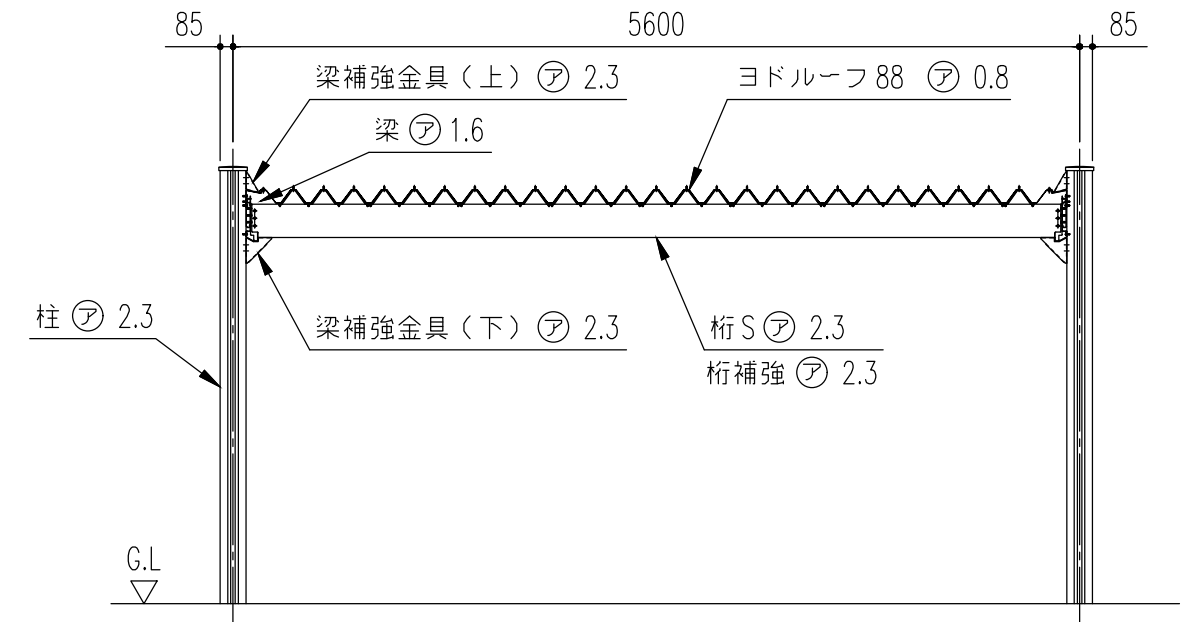 85 5600 85
梁補強金具（上）㋐ 2.3 ヨドルーフ 88 ㋐ 0.8
梁 ㋐ 1.6
柱 ㋐ 2.3
梁補強金具（下）㋐ 2.3 桁S㋐ 2.3
桁補強 ㋐ 2.3
G.L